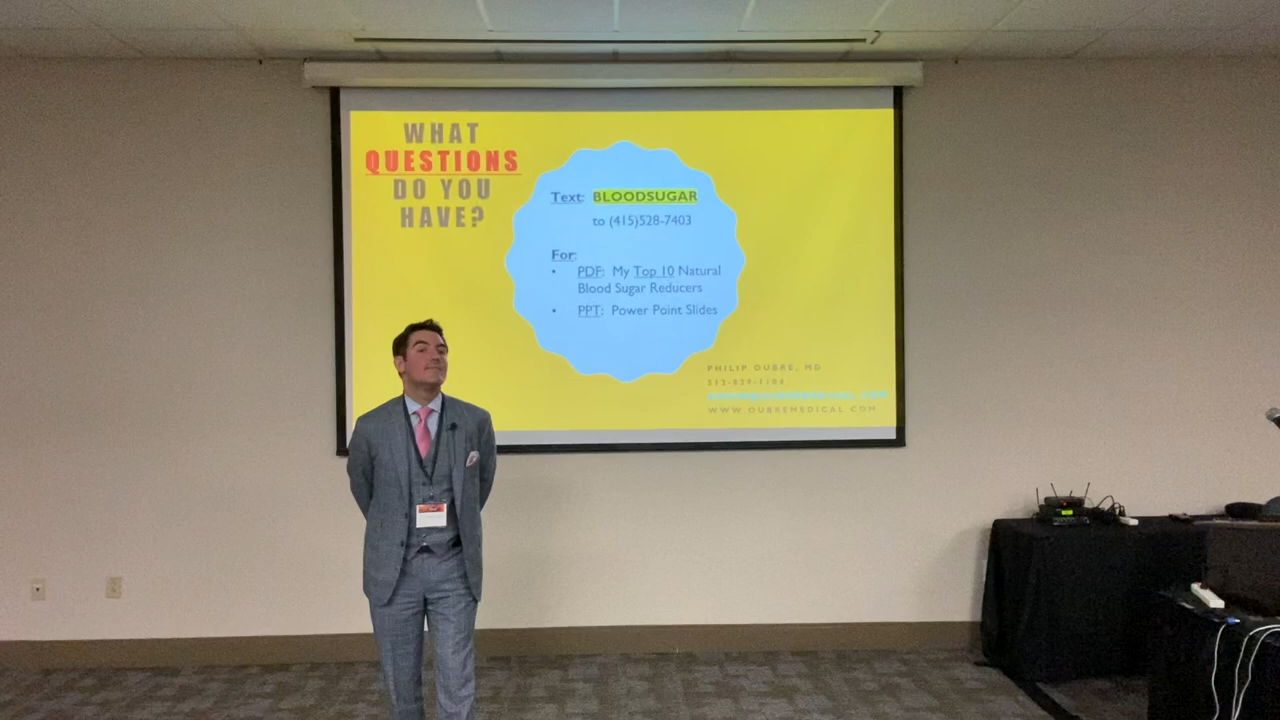 WHAT
QUESTIONS
DO YOU
HAVE?
Text: BLOODSUGAR
to (415)528-7403
For:
• PDF: My Top 10 Natural
Blood Sugar Reducers
• PPT: Power Point Slides
PHILIP OUBRE, MD
WWW.OUBREMEDICAL.COM